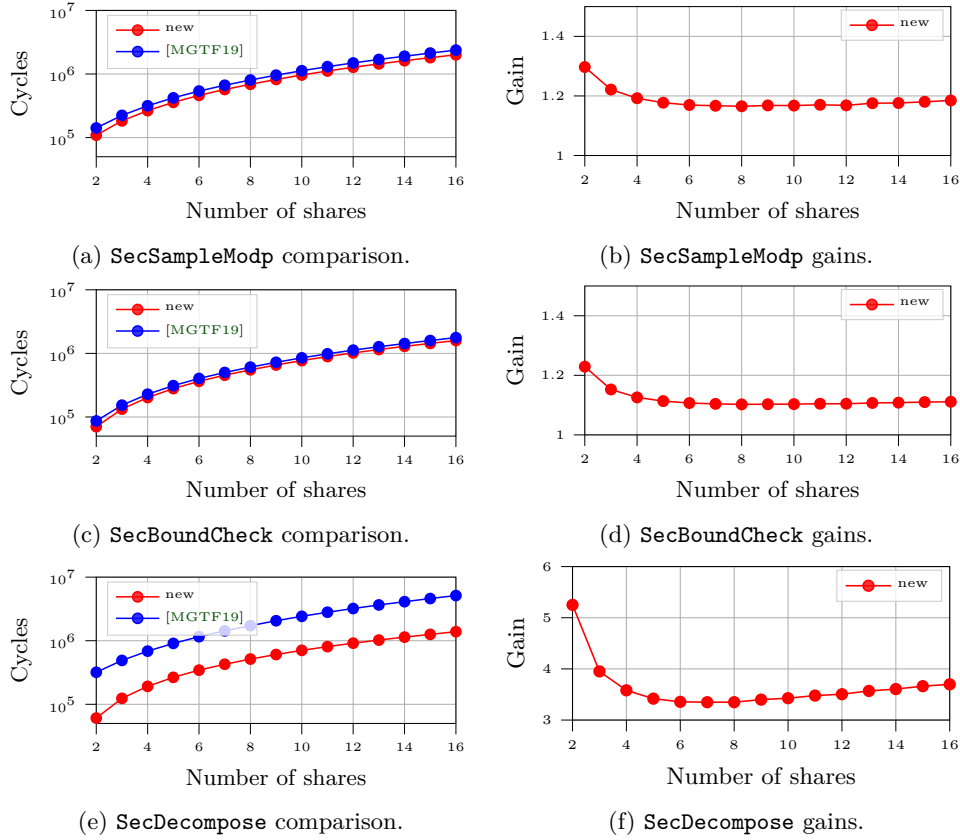 10^7
10^6
10^5
Cycles
new
[MGTF19]
2 4 6 8 10 12 14 16
Number of shares
(a) SecSampleModp comparison.
1.4
1.2
1
Gain
new
2 4 6 8 10 12 14 16
Number of shares
(b) SecSampleModp gains.
10^7
10^6
10^5
Cycles
new
[MGTF19]
2 4 6 8 10 12 14 16
Number of shares
(c) SecBoundCheck comparison.
1.4
1.2
1
Gain
new
2 4 6 8 10 12 14 16
Number of shares
(d) SecBoundCheck gains.
10^7
10^6
10^5
Cycles
new
[MGTF19]
2 4 6 8 10 12 14 16
Number of shares
(e) SecDecompose comparison.
6
5
4
3
Gain
new
2 4 6 8 10 12 14 16
Number of shares
(f) SecDecompose gains.